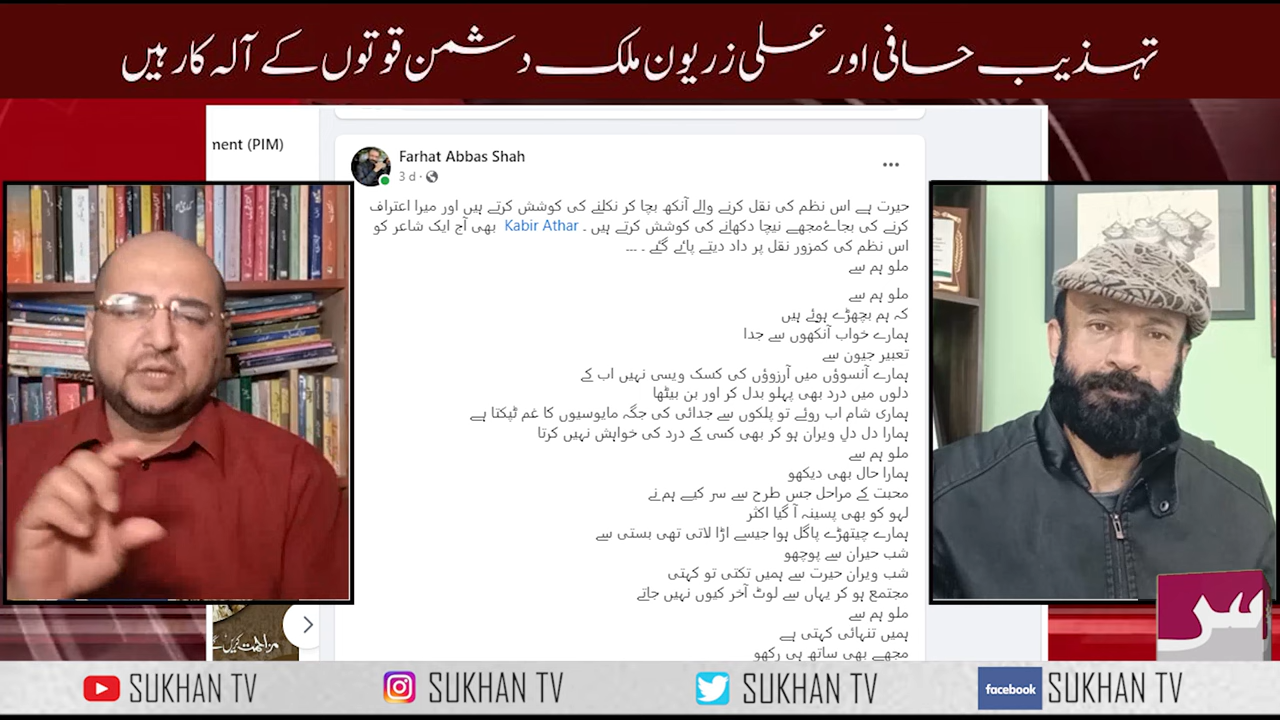 تہذیب حافی اور علی زریون ملک دشمن قوتوں کے آلہ کار ہیں
nent (PIM)
Farhat Abbas Shah
3 d
حیرت ہے اس نظم کی نقل کرنے والے آنکھ بچا کر نکلنے کی کوشش کرتے ہیں اور میرا اعتراف
کرنے کی بجائے مجھے نیچا دکھانے کی کوشش کرتے ہیں ۔ Kabir Athar بھی آج ایک شاعر کو
اس نظم کی کمزور نقل پر داد دیتے پائے گئے ۔ ...
ملو ہم سے
ملو ہم سے
کہ ہم بچھڑے ہوئے ہیں
ہمارے خواب آنکھوں سے جدا
تعبیر جیون سے
ہمارے آنسوؤں میں آرزوؤں کی کسک ویسی نہیں اب کے
دلوں میں درد بھی پہلو بدل کر اور بن بیٹھا
ہماری شام اب روئے تو پلکوں سے جدائی کی جگہ مایوسیوں کا غم ٹپکتا ہے
ہمارا دل دلِ ویران ہو کر بھی کسی کے درد کی خواہش نہیں کرتا
ملو ہم سے
ہمارا حال بھی دیکھو
محبت کے مراحل جس طرح سے سر کیے ہم نے
لہو کو بھی پسینہ آ گیا اکثر
ہمارے چیتھڑے پاگل ہوا جیسے اڑا لاتی تھی بستی سے
شب حیران سے پوچھو
شب ویران حیرت سے ہمیں تکتی تو کہتی
مجتمع ہو کر یہاں سے لوٹ آخر کیوں نہیں جاتے
ملو ہم سے
ہمیں تنہائی کہتی ہے
مجھے بھی ساتھ ہی رکھو
SUKHAN TV
SUKHAN TV
SUKHAN TV
facebook SUKHAN TV